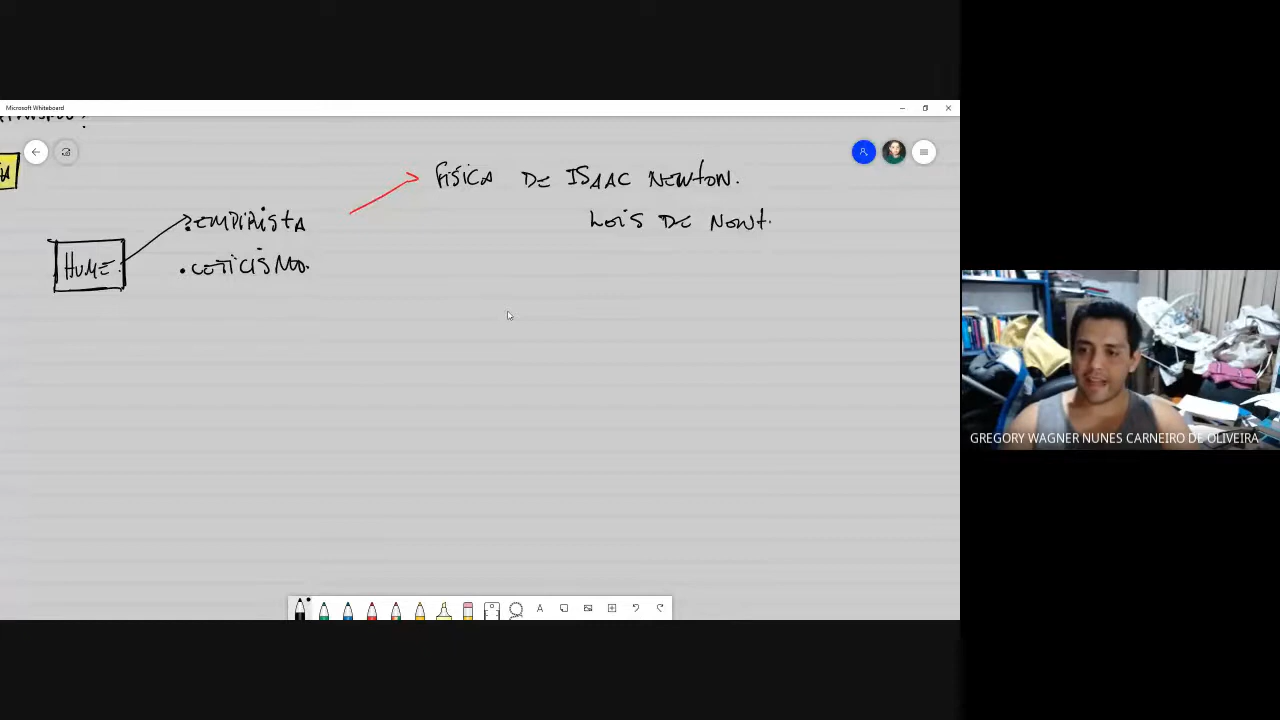 Microsoft Whiteboard
FíSICA DE ISAAC NEWTON.
LEIS DE NEWT.
.EMPIRISTA
HUME
.CETICISMO.
GREGORY WAGNER NUNES CARNEIRO DE OLIVEIRA
A